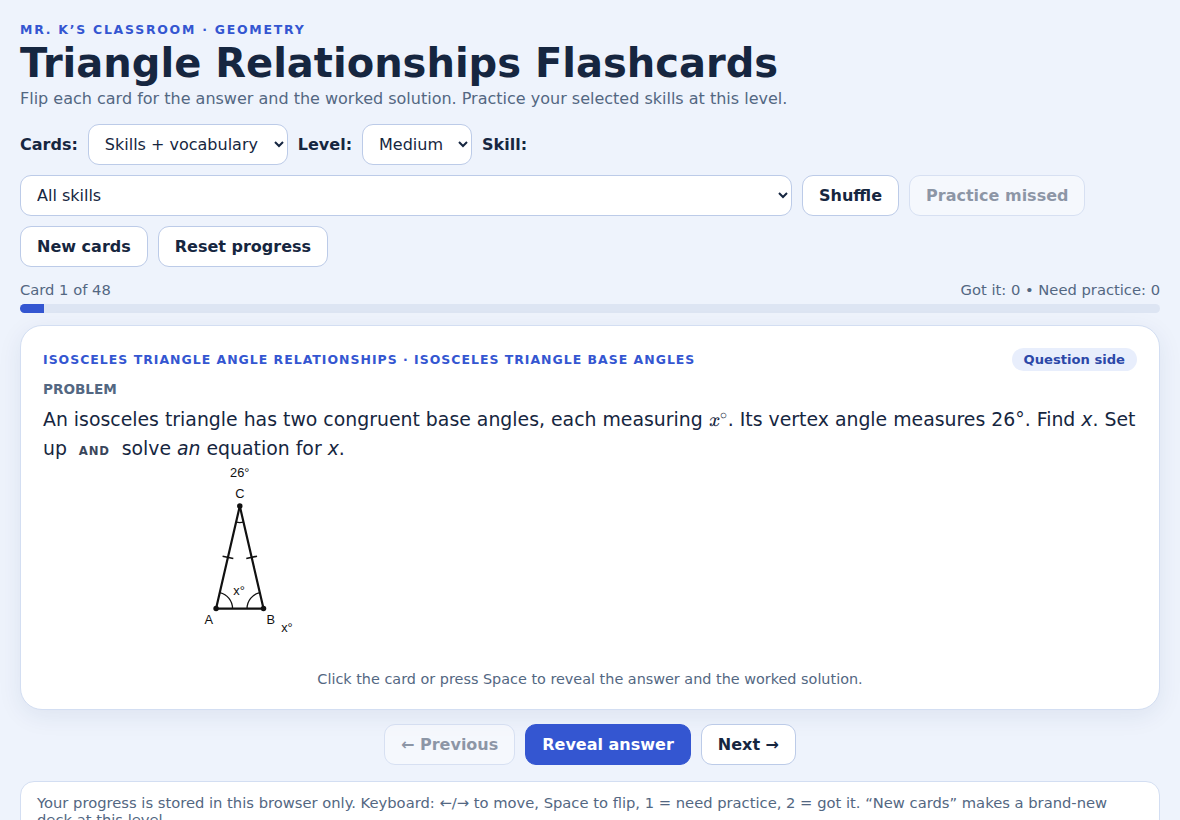 MR. K’S CLASSROOM · GEOMETRY
Triangle Relationships Flashcards
Flip each card for the answer and the worked solution. Practice your selected skills at this level.
Cards: Skills + vocabulary Level: Medium Skill:
All skills Shuffle Practice missed
New cards Reset progress
Card 1 of 48 Got it: 0 • Need practice: 0
ISOSCELES TRIANGLE ANGLE RELATIONSHIPS · ISOSCELES TRIANGLE BASE ANGLES Question side
PROBLEM
An isosceles triangle has two congruent base angles, each measuring x°. Its vertex angle measures 26°. Find x. Set
up AND solve an equation for x.
26°
C
x°
A B
x°
Click the card or press Space to reveal the answer and the worked solution.
← Previous Reveal answer Next →
Your progress is stored in this browser only. Keyboard: ←/→ to move, Space to flip, 1 = need practice, 2 = got it. “New cards” makes a brand-new
deck at this level.